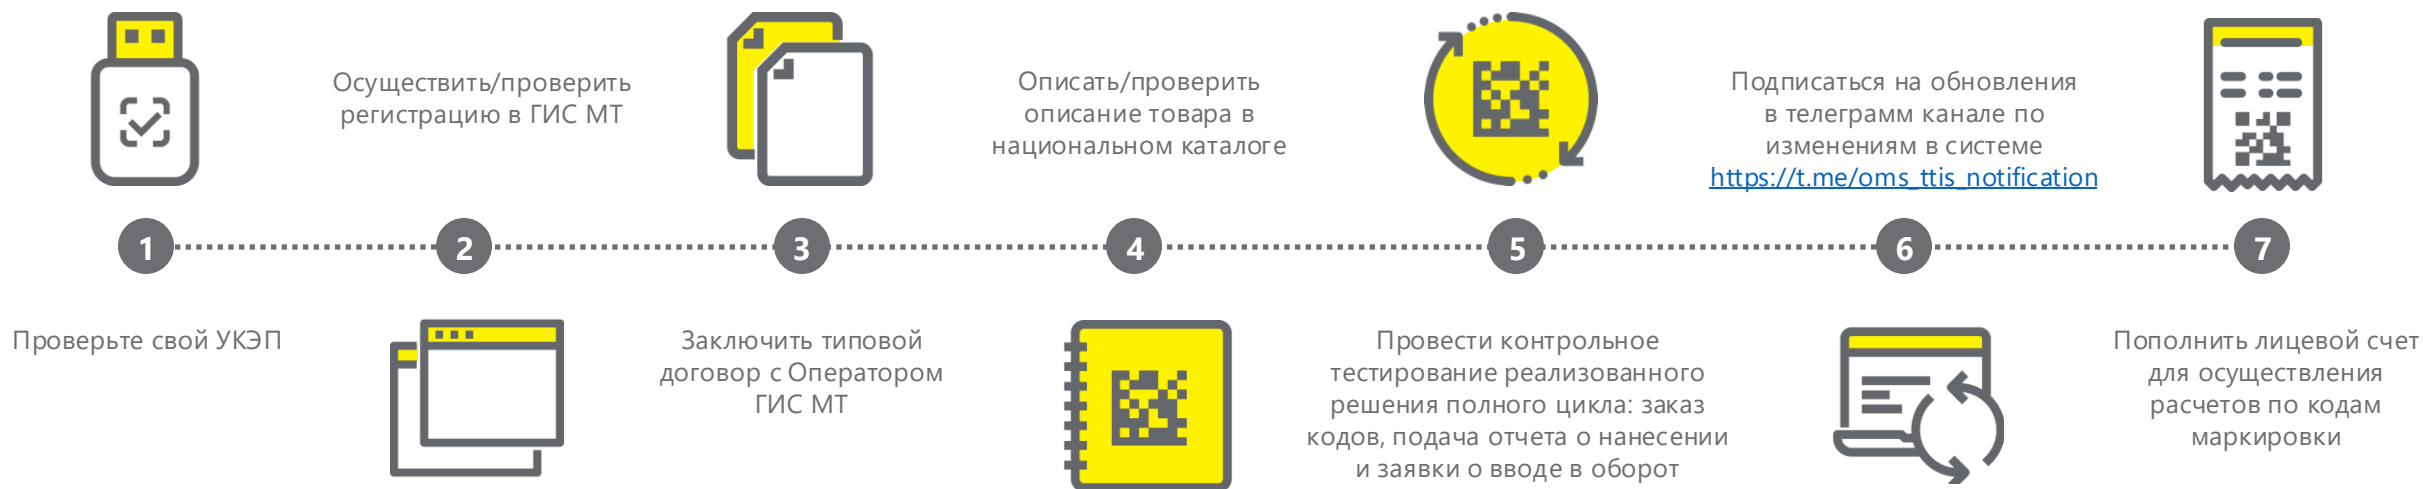 Осуществить/проверить
регистрацию в ГИС МТ
Описать/проверить
описание товара в
национальном каталоге
Подписаться на обновления
в телеграмм канале по
изменениям в системе
https://t.me/oms_ttis_notification
1
2
3
4
5
6
7
Проверьте свой УКЭП
Заключить типовой
договор с Оператором
ГИС МТ
Провести контрольное
тестирование реализованного
решения полного цикла: заказ
кодов, подача отчета о нанесении
и заявки о вводе в оборот
Пополнить лицевой счет
для осуществления
расчетов по кодам
маркировки